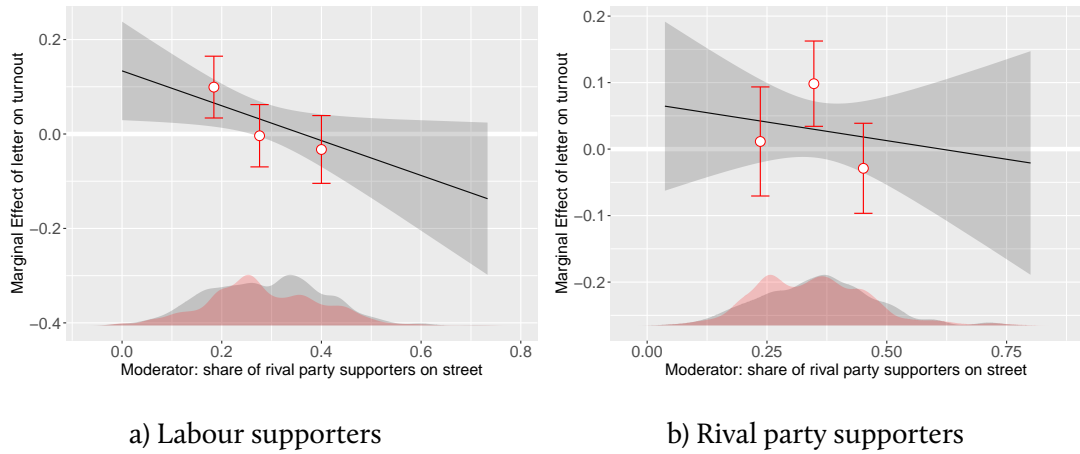 Marginal Effect of letter on turnout
0.2
0.0
−0.2
−0.4
0.0 0.2 0.4 0.6 0.8
Moderator: share of rival party supporters on street
a) Labour supporters
Marginal Effect of letter on turnout
0.2
0.1
0.0
−0.1
−0.2
0.00 0.25 0.50 0.75
Moderator: share of rival party supporters on street
b) Rival party supporters